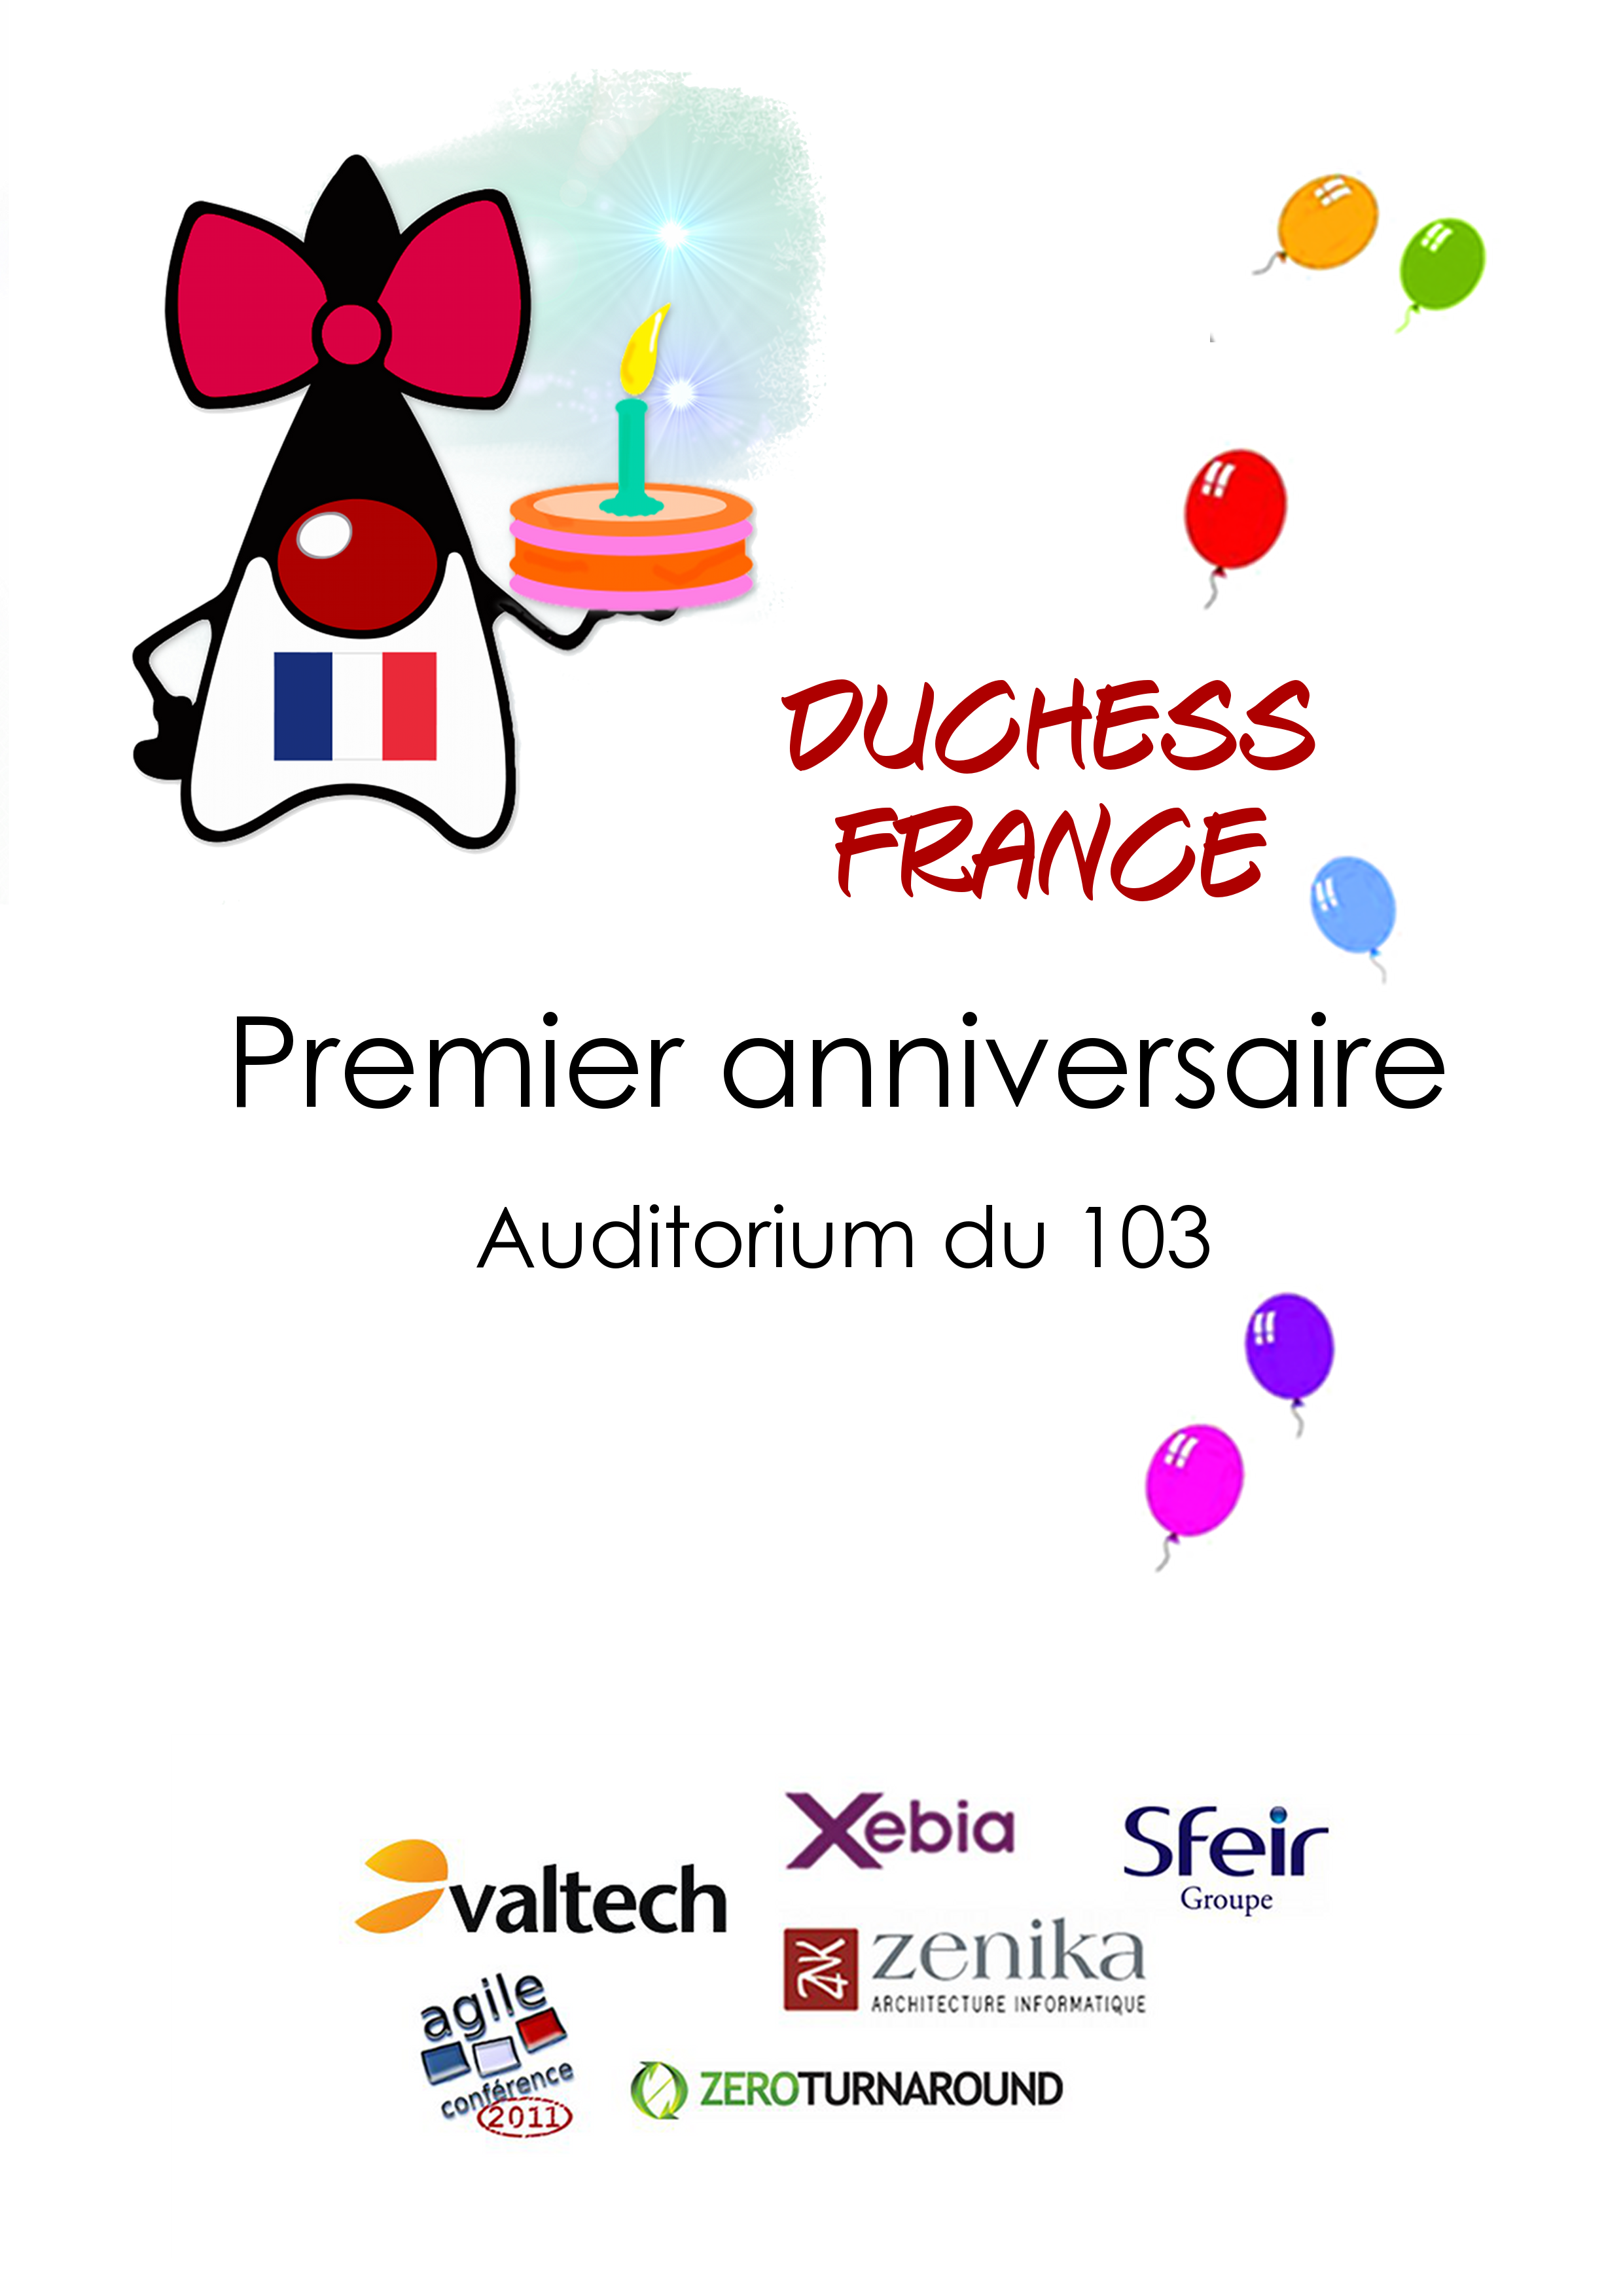 DUCHESS
FRANCE
Premier anniversaire
Auditorium du 103
Xebia
Sfeir
Groupe
valtech
zenika
ARCHITECTURE INFORMATIQUE
agile
conférence
2011
ZEROTURNAROUND